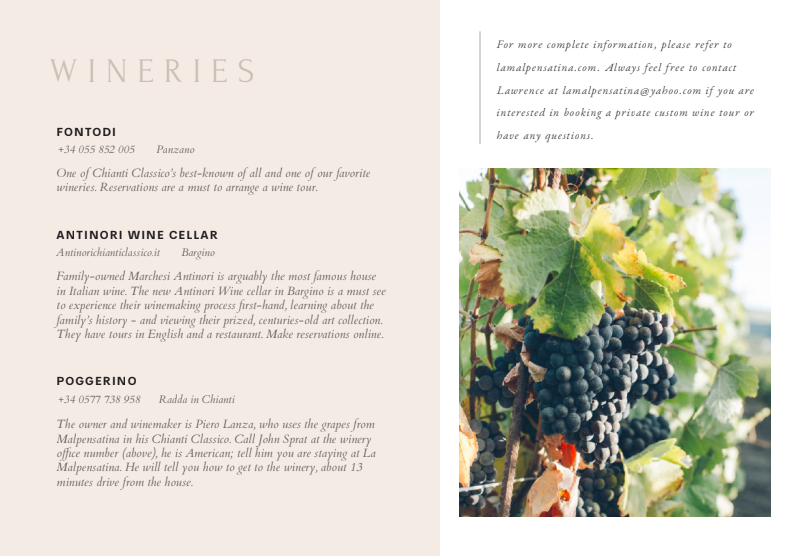 WINERIES
FONTODI
+34 055 852 005 Panzano
One of Chianti Classico's best-known of all and one of our favorite
wineries. Reservations are a must to arrange a wine tour.
ANTINORI WINE CELLAR
Antinorichianticlassico.it Bargino
Family-owned Marchesi Antinori is arguably the most famous house
in Italian wine. The new Antinori Wine cellar in Bargino is a must see
to experience their winemaking process first-hand, learning about the
family's history - and viewing their prized, centuries-old art collection.
They have tours in English and a restaurant. Make reservations online.
POGGERINO
+34 0577 738 958 Radda in Chianti
The owner and winemaker is Piero Lanza, who uses the grapes from
Malpensatina in his Chianti Classico. Call John Sprat at the winery
office number (above), he is American; tell him you are staying at La
Malpensatina. He will tell you how to get to the winery, about 13
minutes drive from the house.
For more complete information, please refer to
lamalpensatina.com. Always feel free to contact
Lawrence at lamalpensatina@yahoo.com if you are
interested in booking a private custom wine tour or
have any questions.